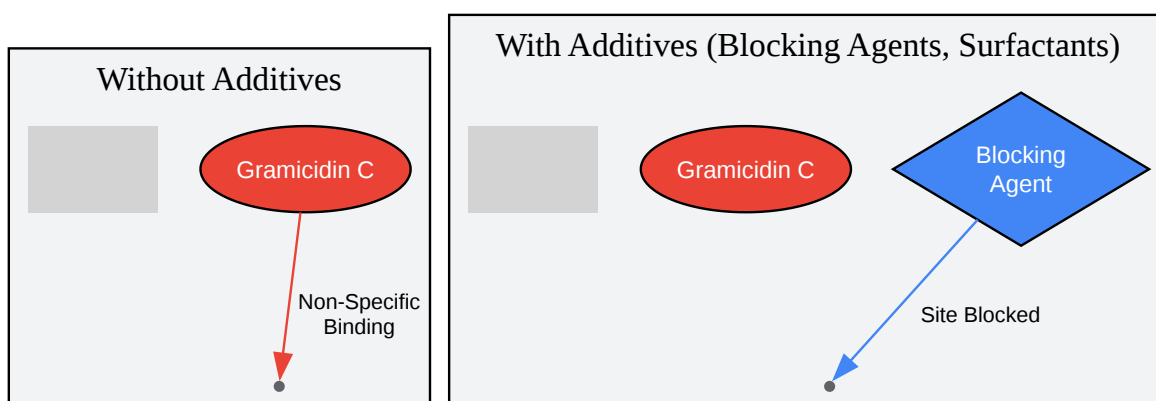 Without Additives
Gramicidin C
Non-Specific
Binding
With Additives (Blocking Agents, Surfactants)
Gramicidin C
Blocking
Agent
Site Blocked